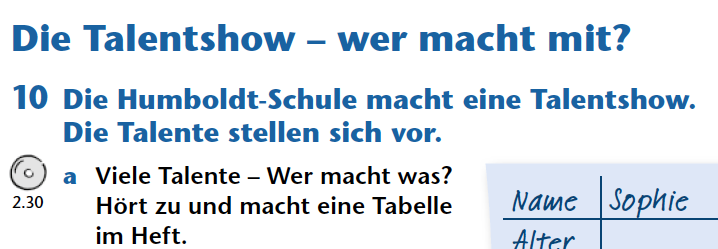 Die Talentshow – wer macht mit?
10 Die Humboldt-Schule macht eine Talentshow.
Die Talente stellen sich vor.
a Viele Talente – Wer macht was?
2.30 Hört zu und macht eine Tabelle
im Heft.
Name Sophie
Alter